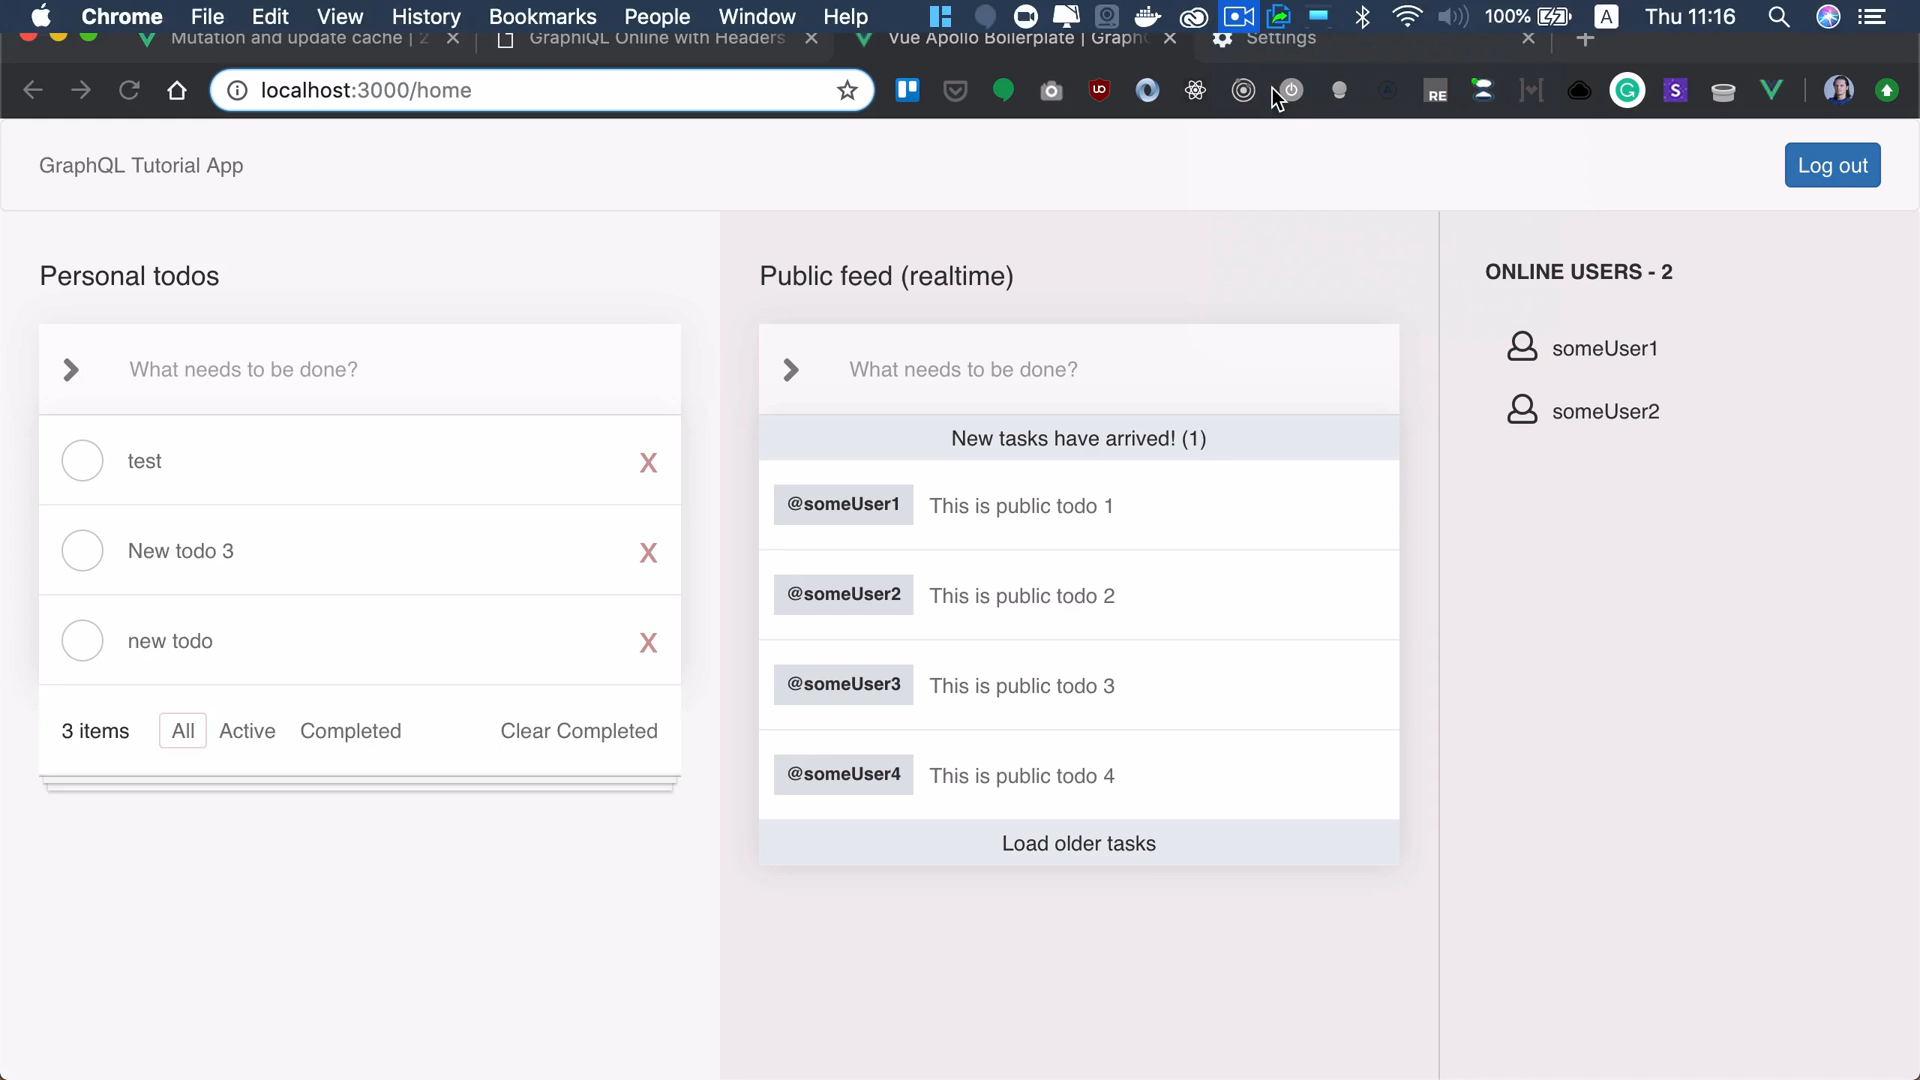 Chrome File Edit View History Bookmarks People Window Help 100% A Thu 11:16
Mutation and update cache | 2 GraphiQL Online with Headers Vue Apollo Boilerplate | Graph Settings
localhost:3000/home UD RE G S
GraphQL Tutorial App
Log out
Personal todos
What needs to be done?
test X
New todo 3 X
new todo X
3 items All Active Completed Clear Completed
Public feed (realtime)
What needs to be done?
New tasks have arrived! (1)
@someUser1 This is public todo 1
@someUser2 This is public todo 2
@someUser3 This is public todo 3
@someUser4 This is public todo 4
Load older tasks
ONLINE USERS - 2
someUser1
someUser2